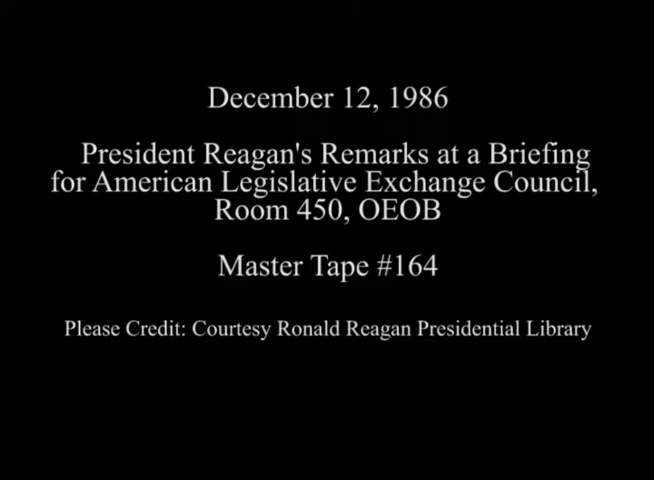 December 12, 1986
President Reagan's Remarks at a Briefing
for American Legislative Exchange Council,
Room 450, OEOB
Master Tape #164
Please Credit: Courtesy Ronald Reagan Presidential Library